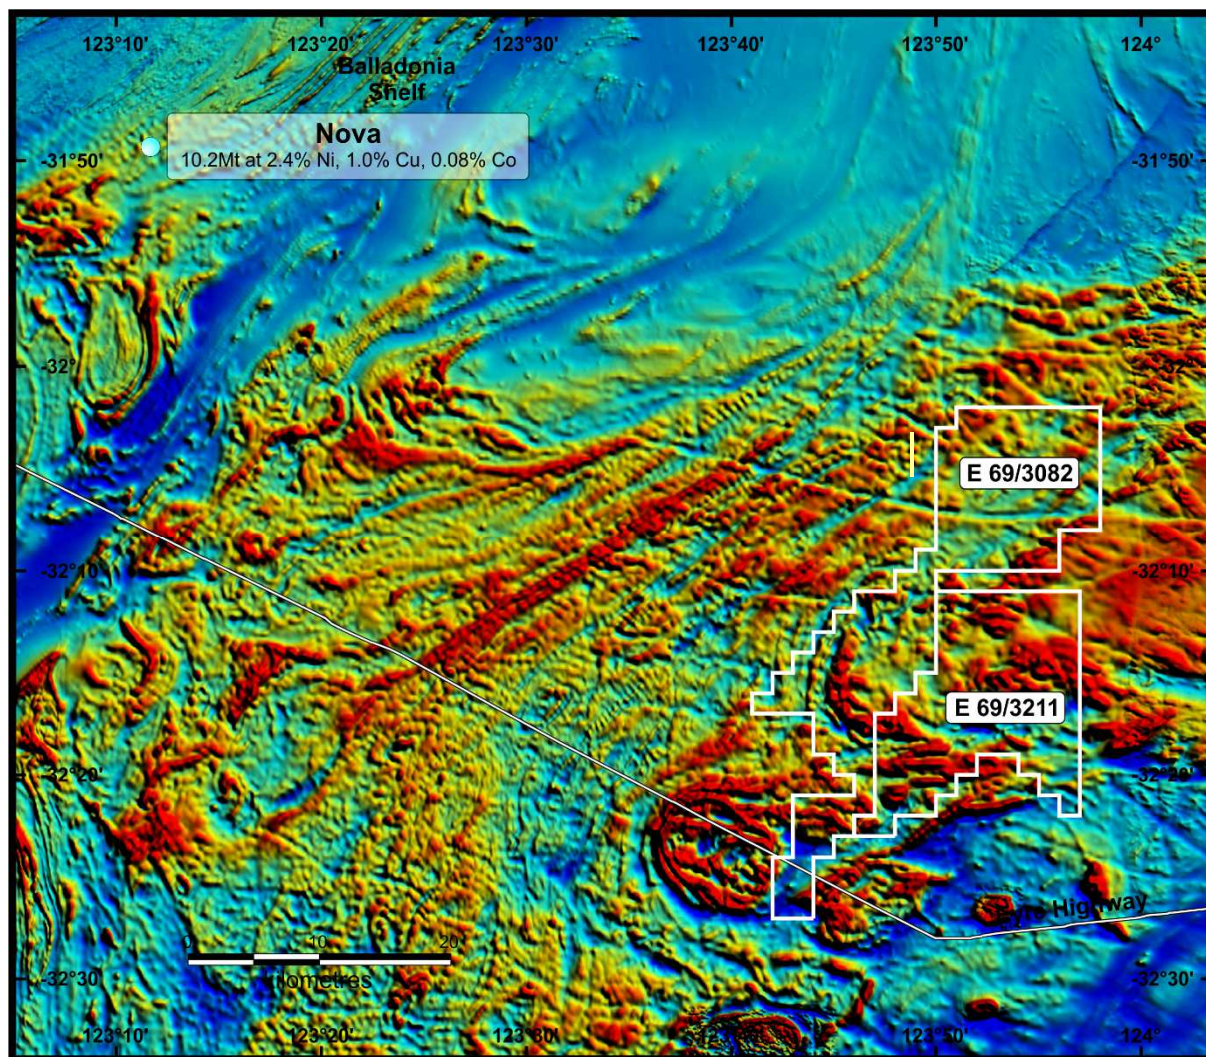 123°10' 123°20' 123°30' 123°40' 123°50' 124°
Balladonia
Shelf
Nova
10.2Mt at 2.4% Ni, 1.0% Cu, 0.08% Co
-31°50' -31°50'
-32° -32°
E 69/3082
-32°10' -32°10'
E 69/3211
-32°20' -32°20'
Eyre Highway
0 10 20
kilometres
-32°30' -32°30'
123°10' 123°20' 123°30' 123°40' 123°50' 124°